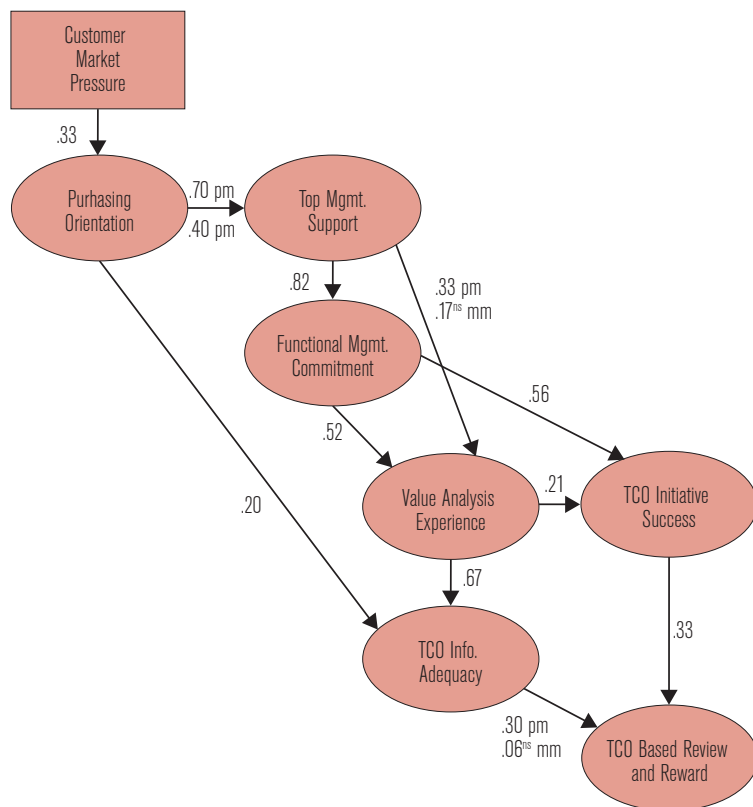 Customer
Market
Pressure
.33
Purhasing
Orientation
.70 pm
.40 pm
Top Mgmt.
Support
.82
.33 pm
.17ⁿˢ mm
Functional Mgmt.
Commitment
.56
.52
.20
Value Analysis
Experience
.21
TCO Initiative
Success
.67
.33
TCO Info.
Adequacy
.30 pm
.06ⁿˢ mm
TCO Based Review
and Reward